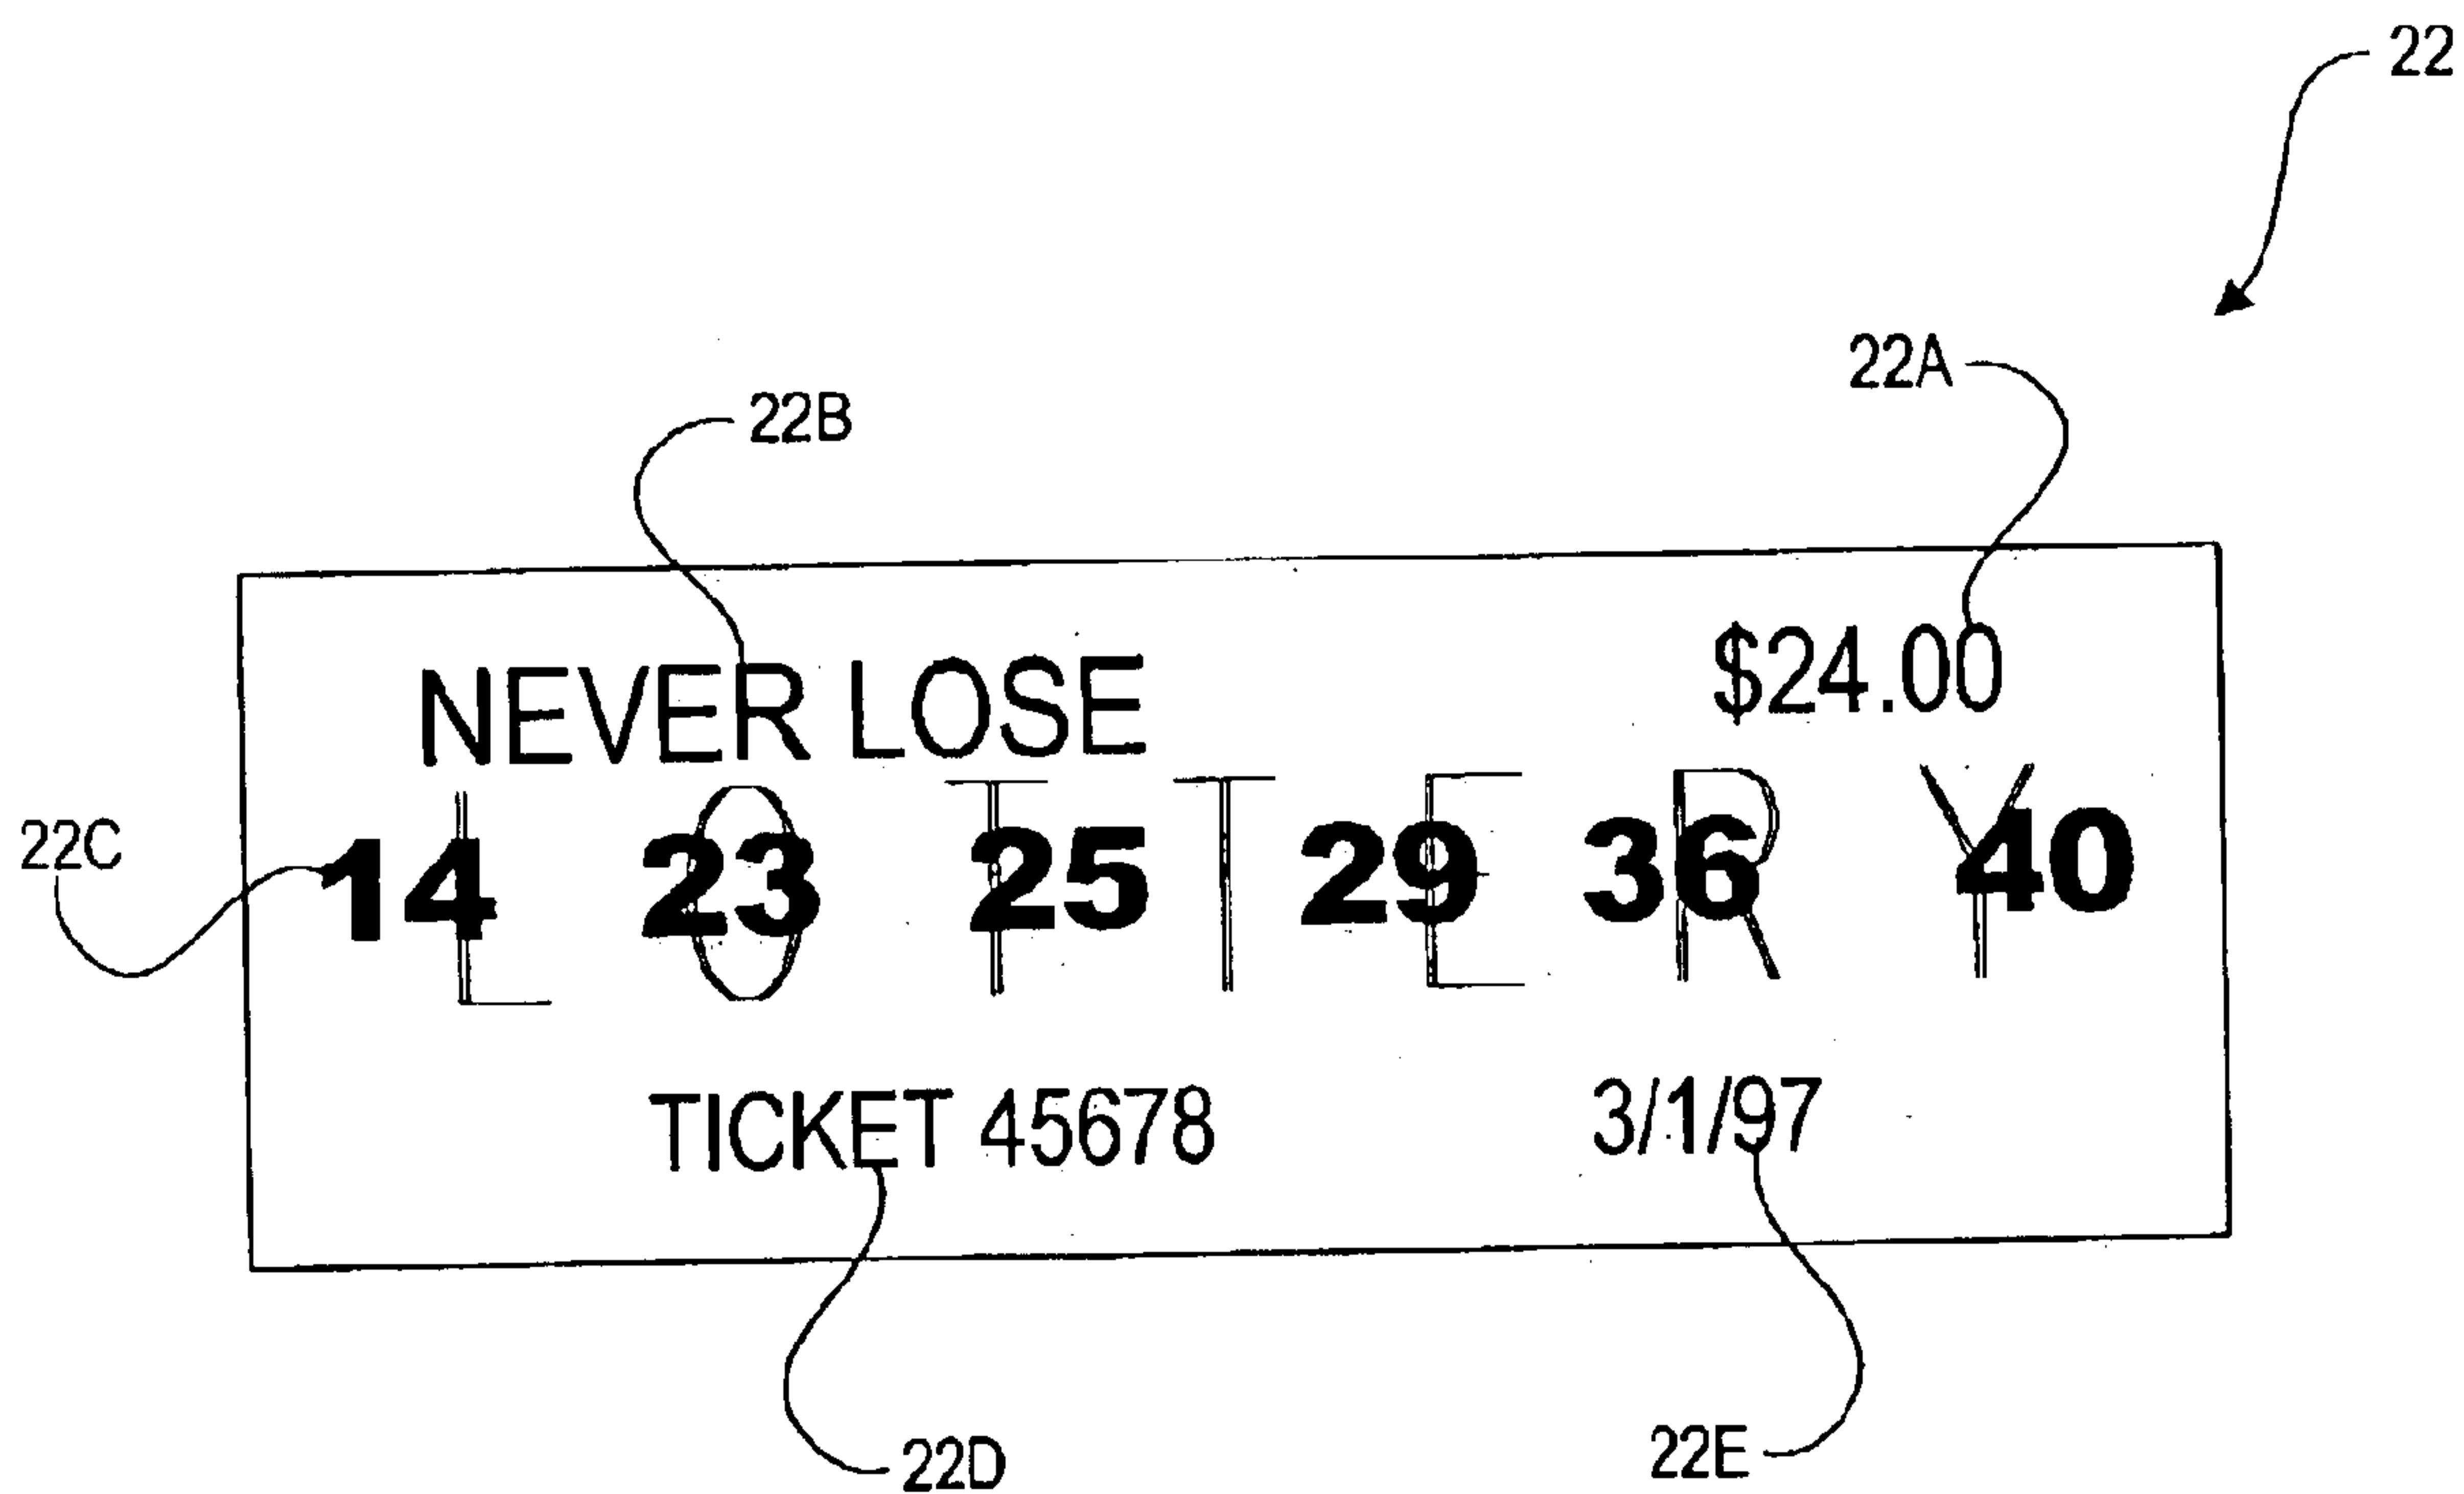 22
22A
22B
NEVER LOSE $24.00
LOTTERY
22C
14 23 25 29 36 40
TICKET 45678 3/1/97
22D
22E